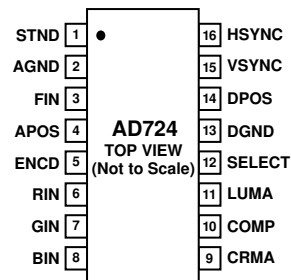 STND 1 16 HSYNC
AGND 2 15 VSYNC
FIN 3 14 DPOS
APOS 4 AD724 13 DGND
TOP VIEW
ENCD 5 (Not to Scale) 12 SELECT
RIN 6 11 LUMA
GIN 7 10 COMP
BIN 8 9 CRMA